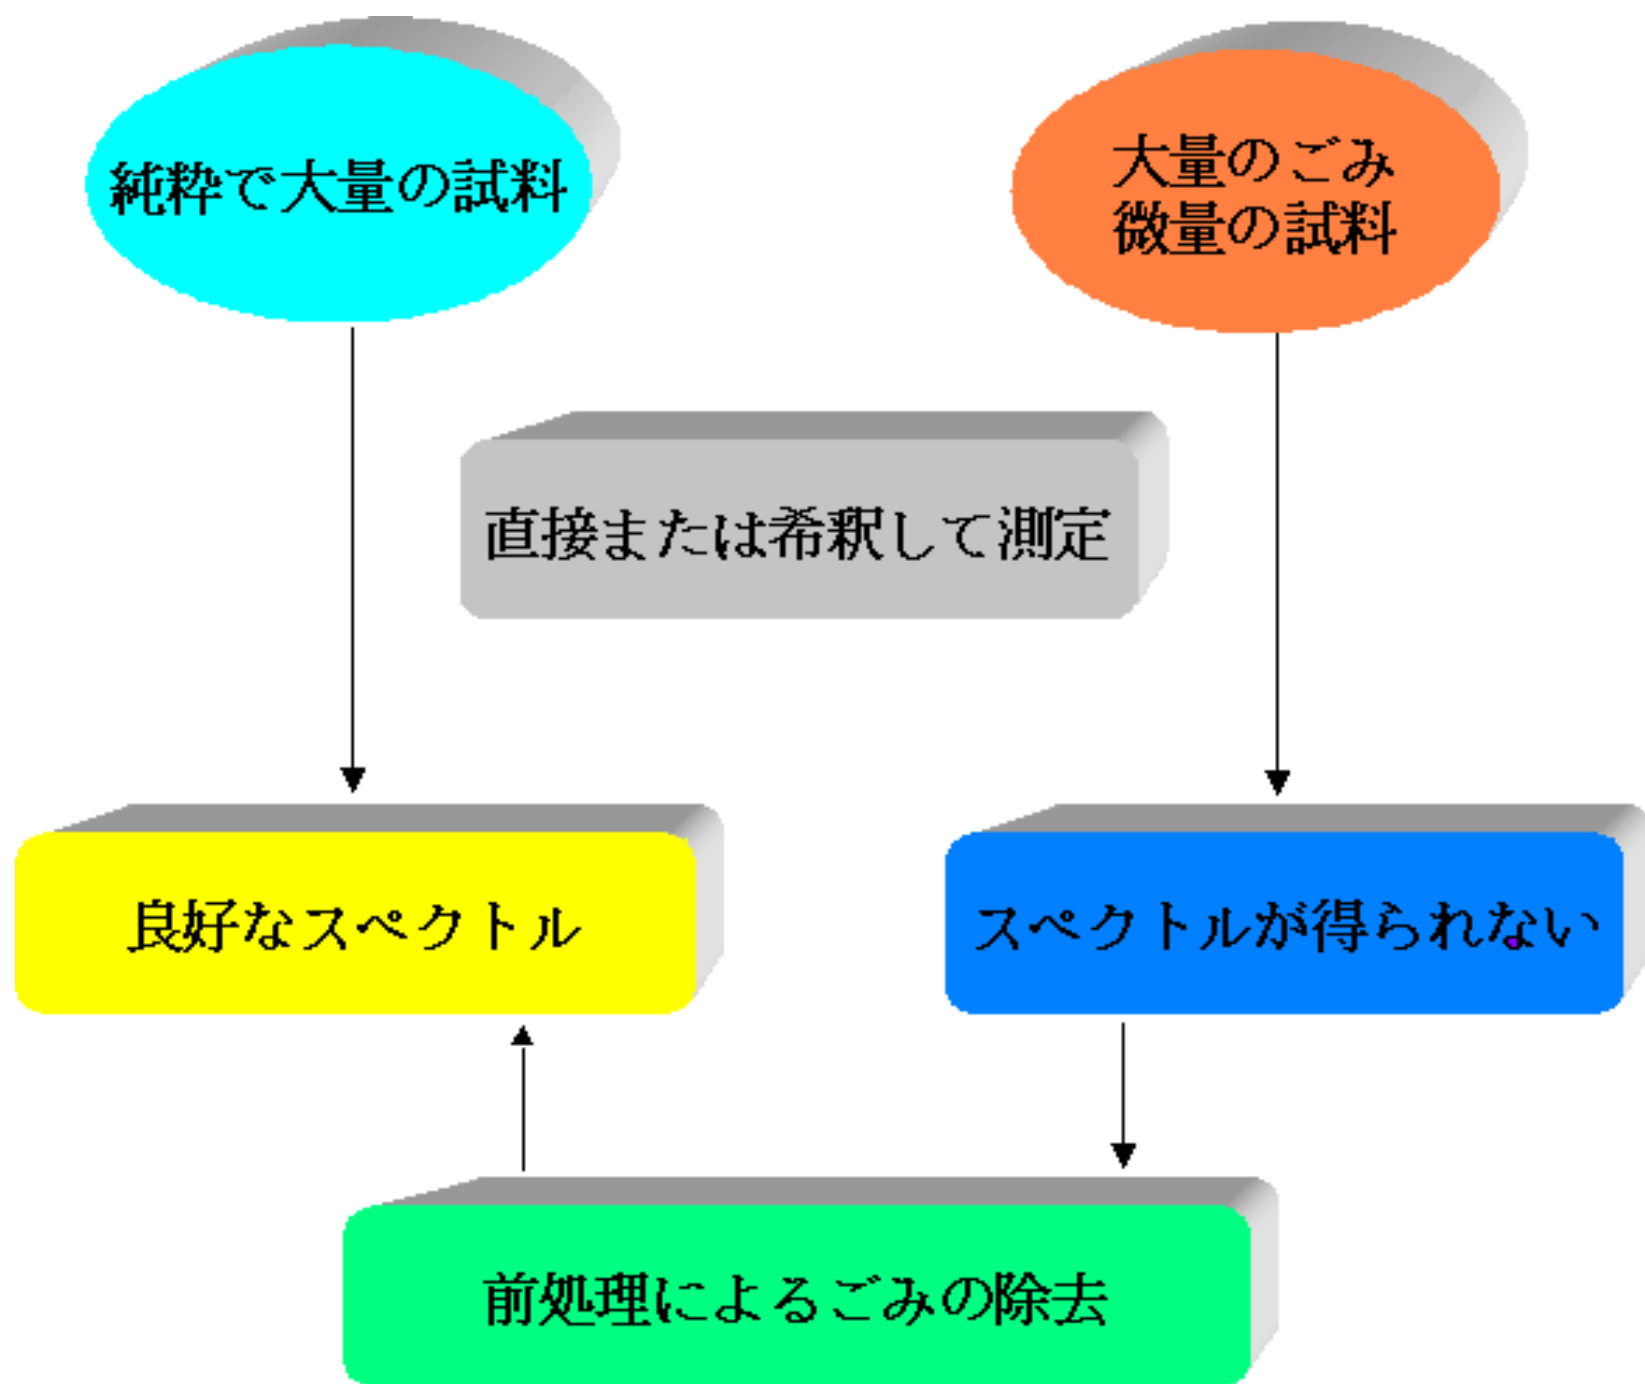 純粋で大量の試料
大量のごみ
微量の試料
直接または希釈して測定
良好なスペクトル
スペクトルが得られない
前処理によるごみの除去